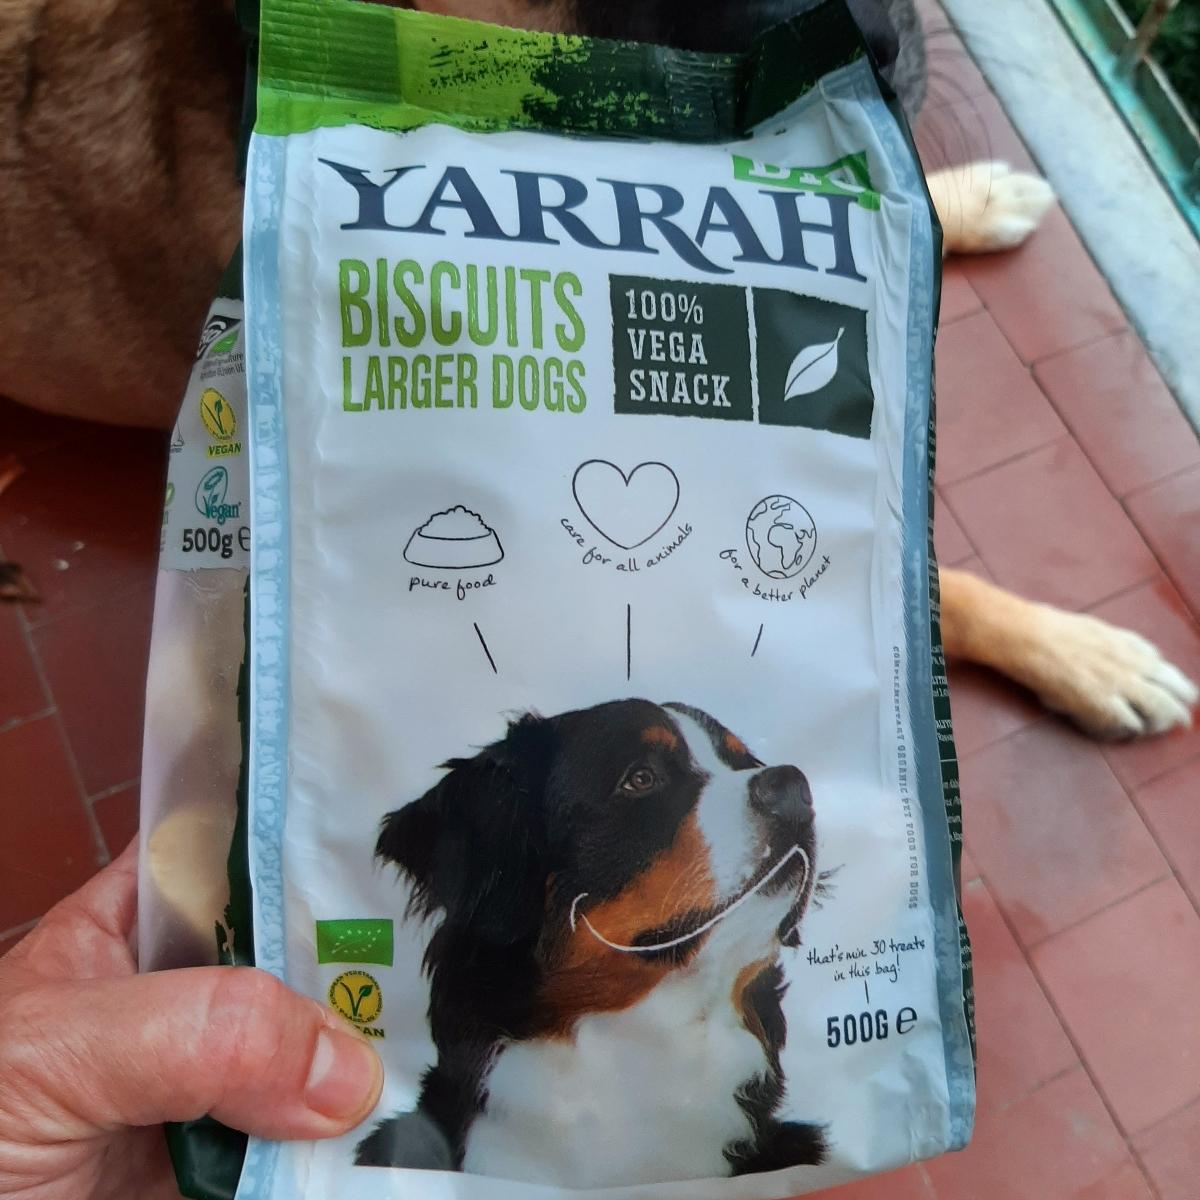 BIO
YARRAH
BISCUITS
LARGER DOGS
100%
VEGA
SNACK
pure food
care for all animals
for a better planet
VEGAN
Vegan
500g e
COMPLEMENTARY ORGANIC PET FOOD FOR DOGS
that's min 30 treats
in this bag!
500G e